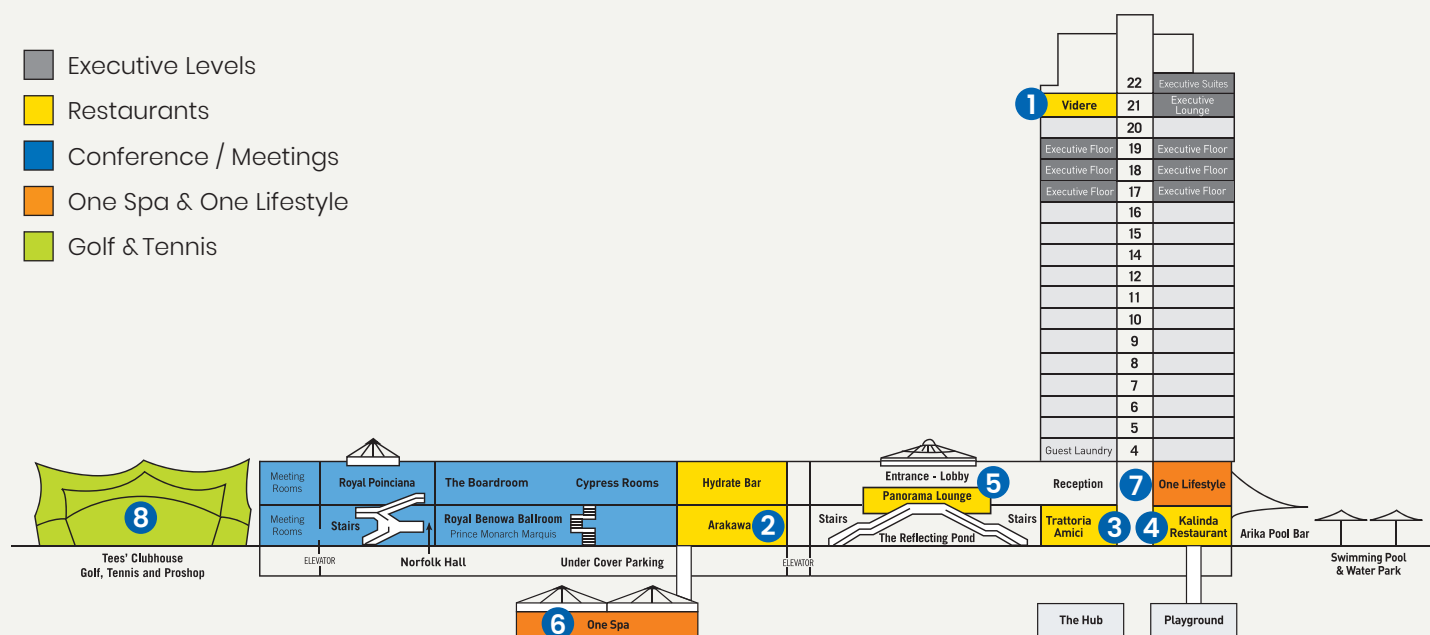 Executive Levels
Restaurants
Conference / Meetings
One Spa & One Lifestyle
Golf & Tennis
22 Executive Suites
1 Videre 21 Executive
Lounge
20
Executive Floor 19 Executive Floor
Executive Floor 18 Executive Floor
Executive Floor 17 Executive Floor
16
15
14
12
11
10
9
8
7
6
5
Guest Laundry 4
Meeting
Rooms
Royal Poinciana
The Boardroom
Cypress Rooms
Hydrate Bar
Entrance - Lobby
Panorama Lounge
5
Reception
7
One Lifestyle
8
Meeting
Rooms
Stairs
Royal Benowa Ballroom
Prince Monarch Marquis
Arakawa 2
Stairs
The Reflecting Pond
Stairs
Trattoria
Amici
3
4
Kalinda
Restaurant
Arika Pool Bar
Tees' Clubhouse
Golf, Tennis and Proshop
ELEVATOR
Norfolk Hall
Under Cover Parking
ELEVATOR
Swimming Pool
& Water Park
6 One Spa
The Hub
Playground